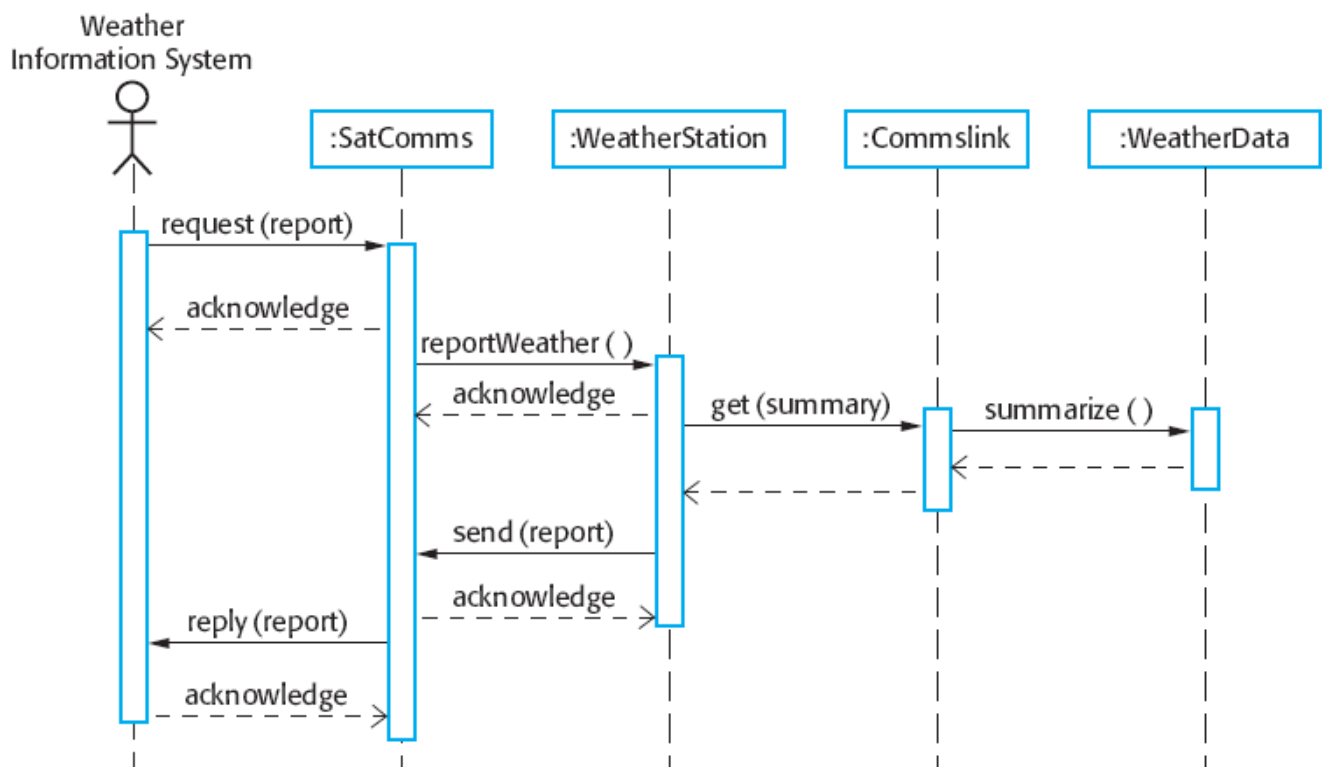 Weather
Information System
:SatComms
:WeatherStation
:Commslink
:WeatherData
request (report)
acknowledge
reportWeather ( )
acknowledge
get (summary)
summarize ( )
send (report)
acknowledge
reply (report)
acknowledge